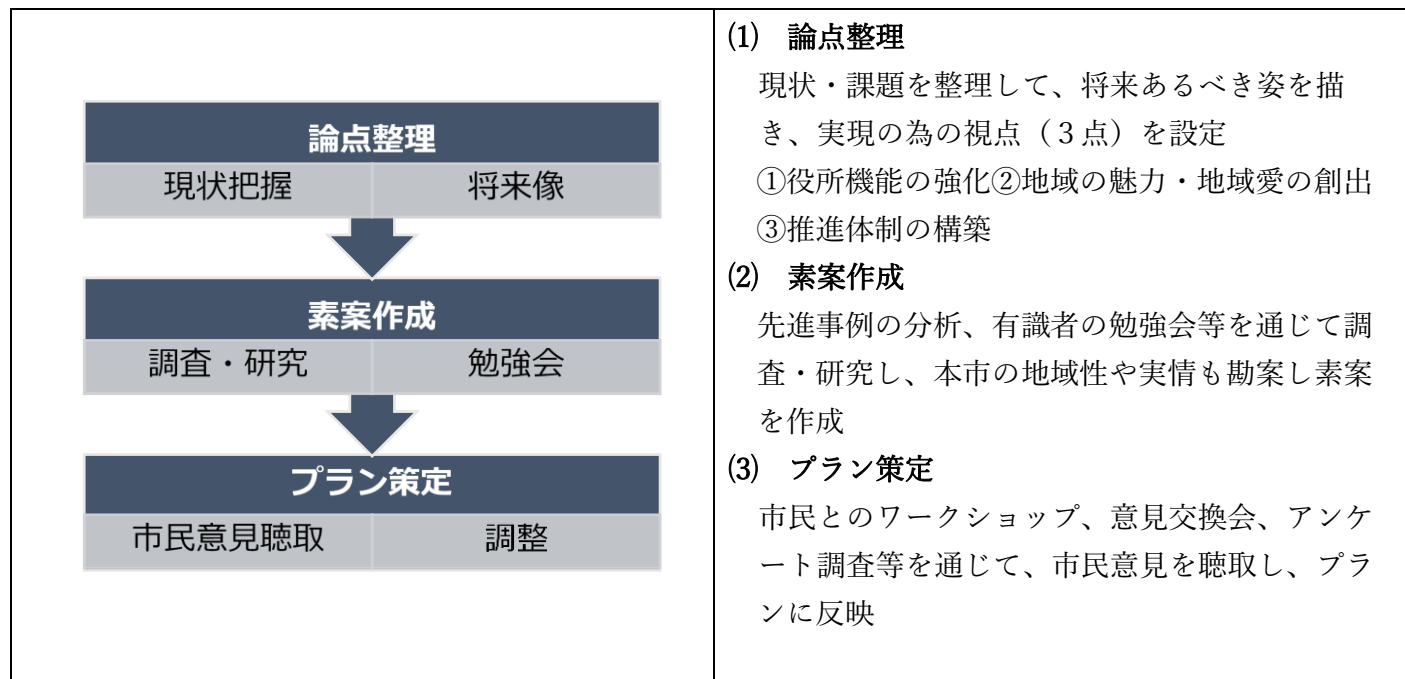 論点整理
現状把握 将来像
素案作成
調査・研究 勉強会
プラン策定
市民意見聴取 調整
⑴ 論点整理
現状・課題を整理して、将来あるべき姿を描
き、実現の為の視点（３点）を設定
①役所機能の強化②地域の魅力・地域愛の創出
③推進体制の構築
⑵ 素案作成
先進事例の分析、有識者の勉強会等を通じて調
査・研究し、本市の地域性や実情も勘案し素案
を作成
⑶ プラン策定
市民とのワークショップ、意見交換会、アンケ
ート調査等を通じて、市民意見を聴取し、プラ
ンに反映